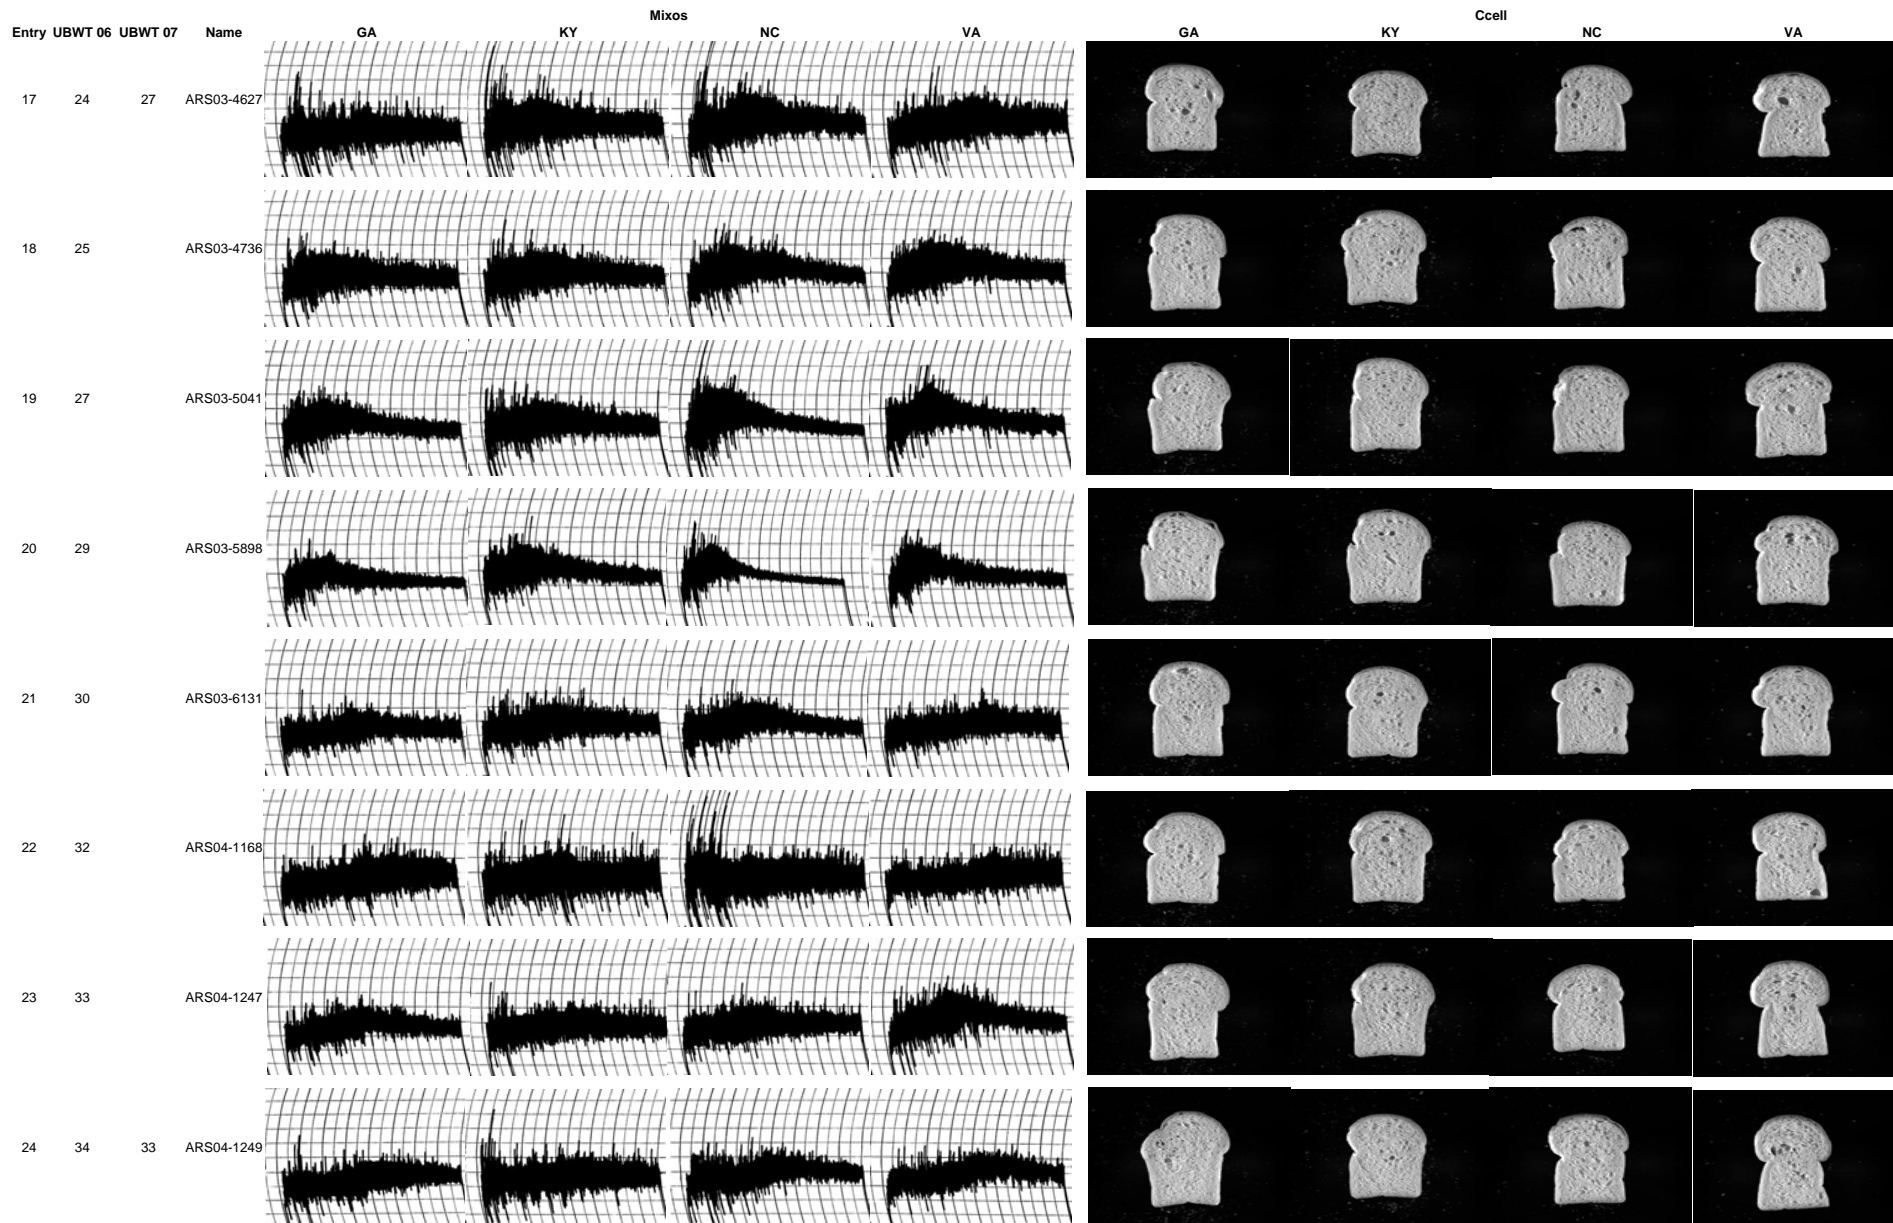 Mixos Ccell
Entry UBWT 06 UBWT 07 Name GA KY NC VA GA KY NC VA
17 24 27 ARS03-4627
18 25 ARS03-4736
19 27 ARS03-5041
20 29 ARS03-5898
21 30 ARS03-6131
22 32 ARS04-1168
23 33 ARS04-1247
24 34 33 ARS04-1249